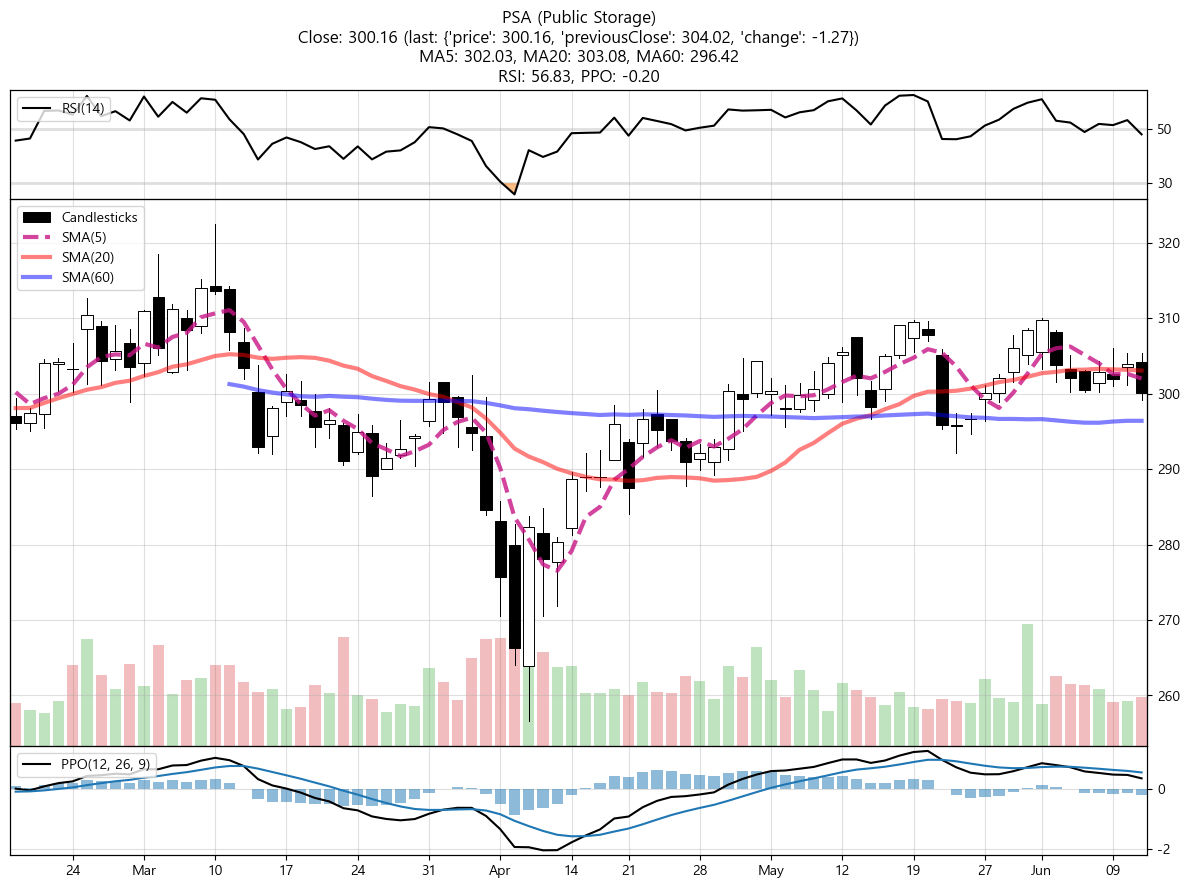 PSA (Public Storage)
Close: 300.16 (last: {'price': 300.16, 'previousClose': 304.02, 'change': -1.27})
MA5: 302.03, MA20: 303.08, MA60: 296.42
RSI: 56.83, PPO: -0.20
RSI(14)
50
30
Candlesticks
SMA(5)
SMA(20)
SMA(60)
320
310
300
290
280
270
260
PPO(12, 26, 9)
0
-2
24 Mar 10 17 24 31 Apr 14 21 28 May 12 19 27 Jun 09